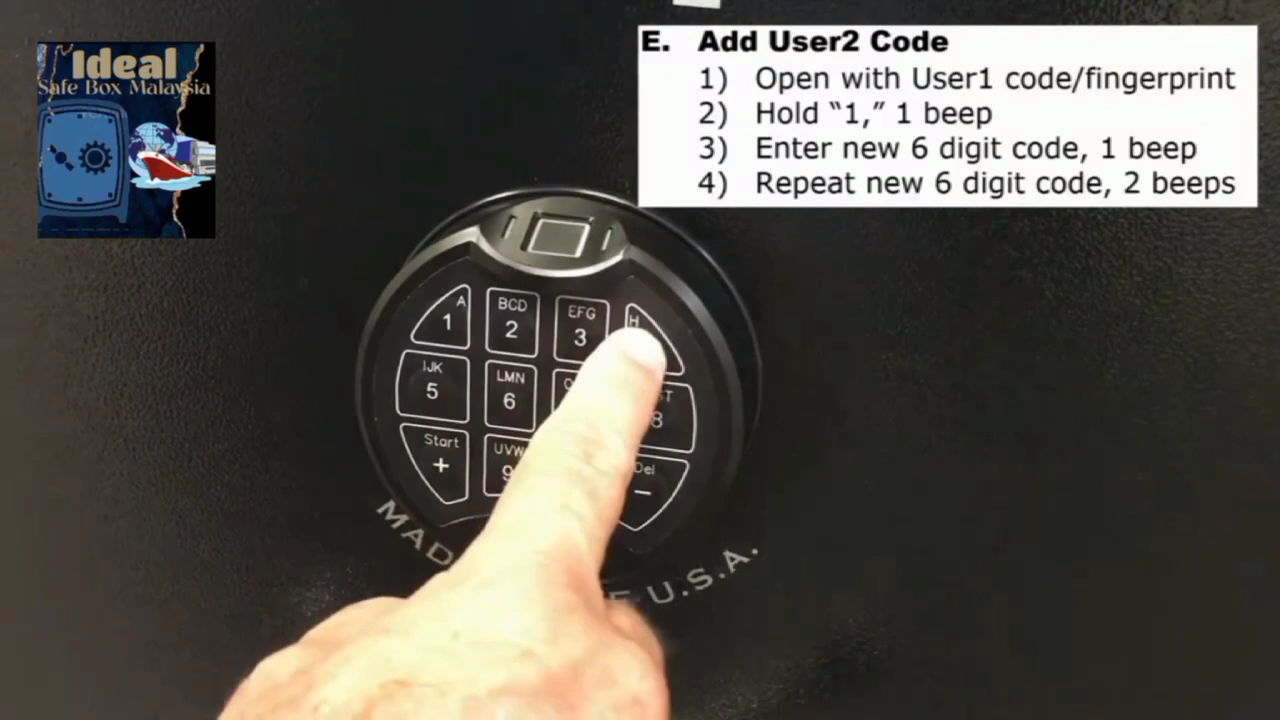 Ideal
Safe Box Malaysia
E. Add User2 Code
1) Open with User1 code/fingerprint
2) Hold “1,” 1 beep
3) Enter new 6 digit code, 1 beep
4) Repeat new 6 digit code, 2 beeps
A BCD EFG H
1 2 3
IJK LMN
5 6 8
Start UVW Del
+ 9 -
U.S.A.